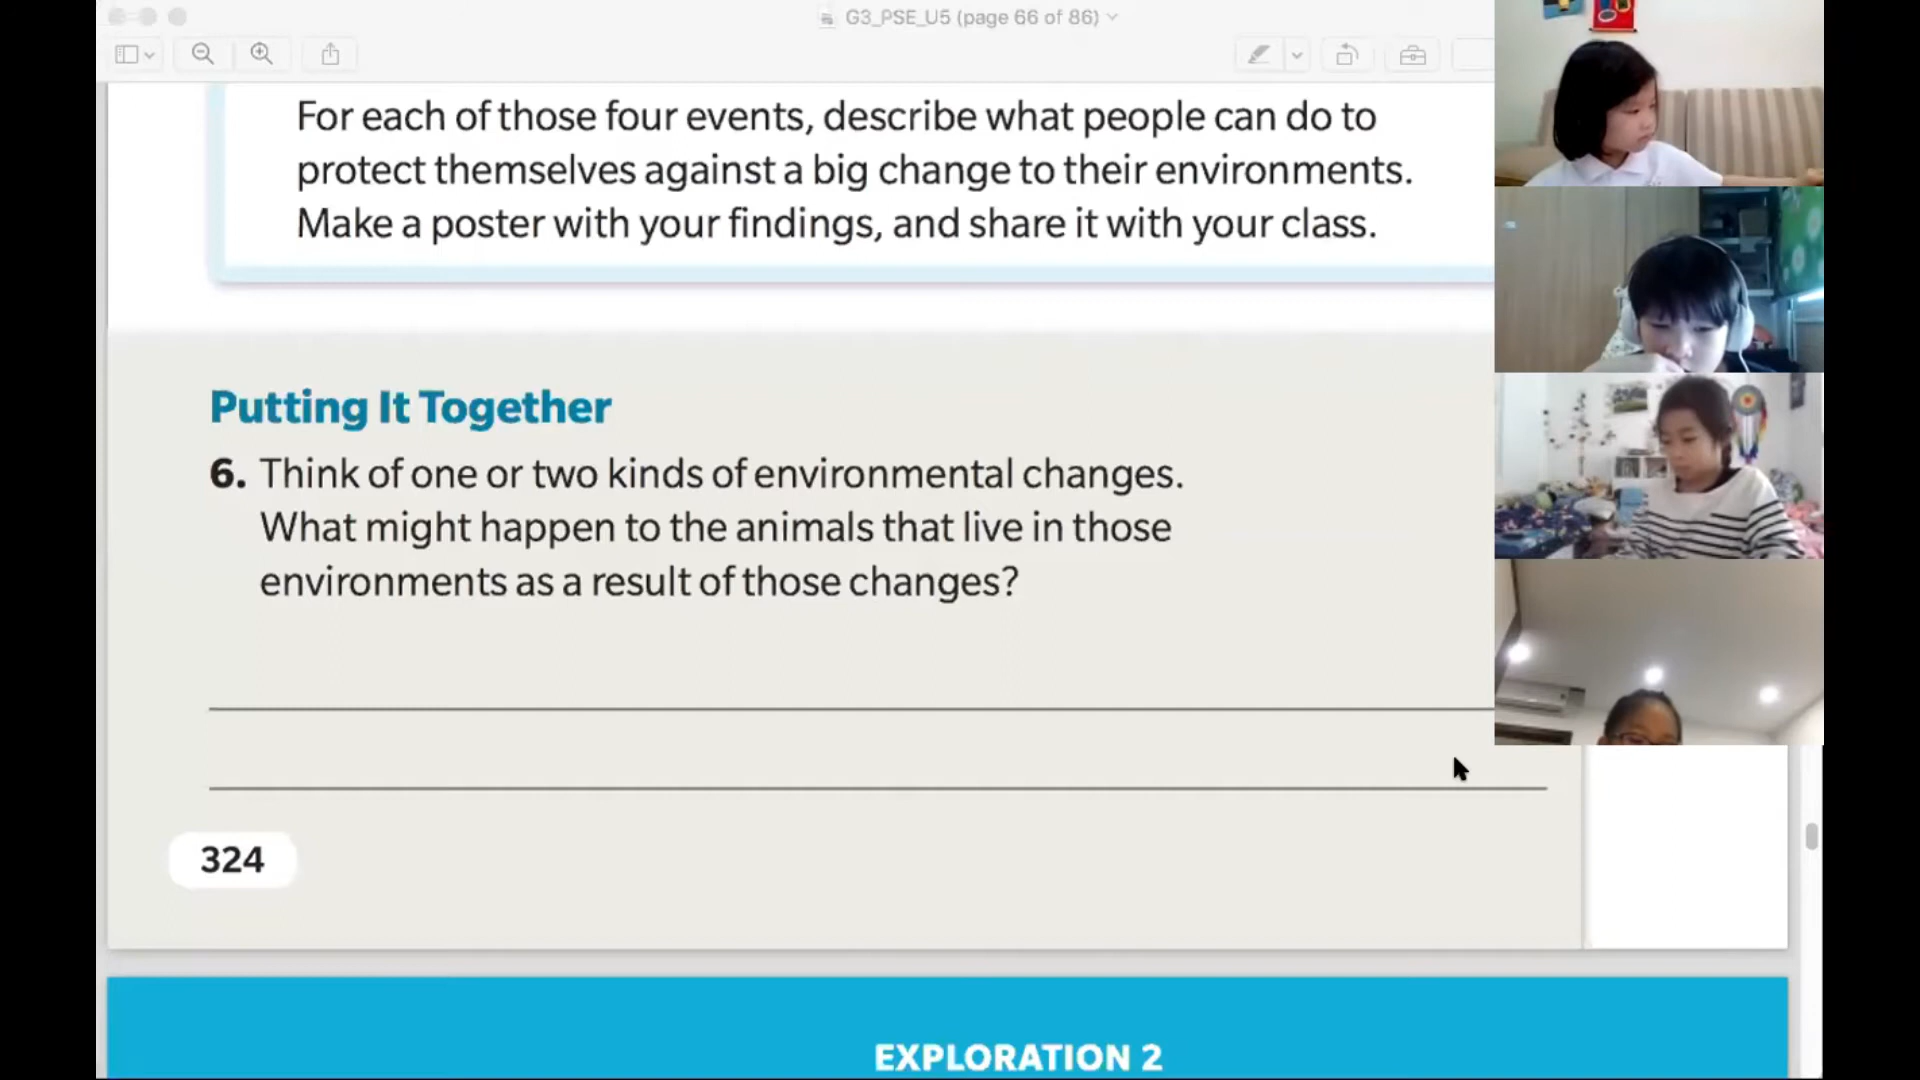 G3_PSE_U5 (page 66 of 86)
For each of those four events, describe what people can do to
protect themselves against a big change to their environments.
Make a poster with your findings, and share it with your class.
Putting It Together
6. Think of one or two kinds of environmental changes.
What might happen to the animals that live in those
environments as a result of those changes?
324
EXPLORATION 2